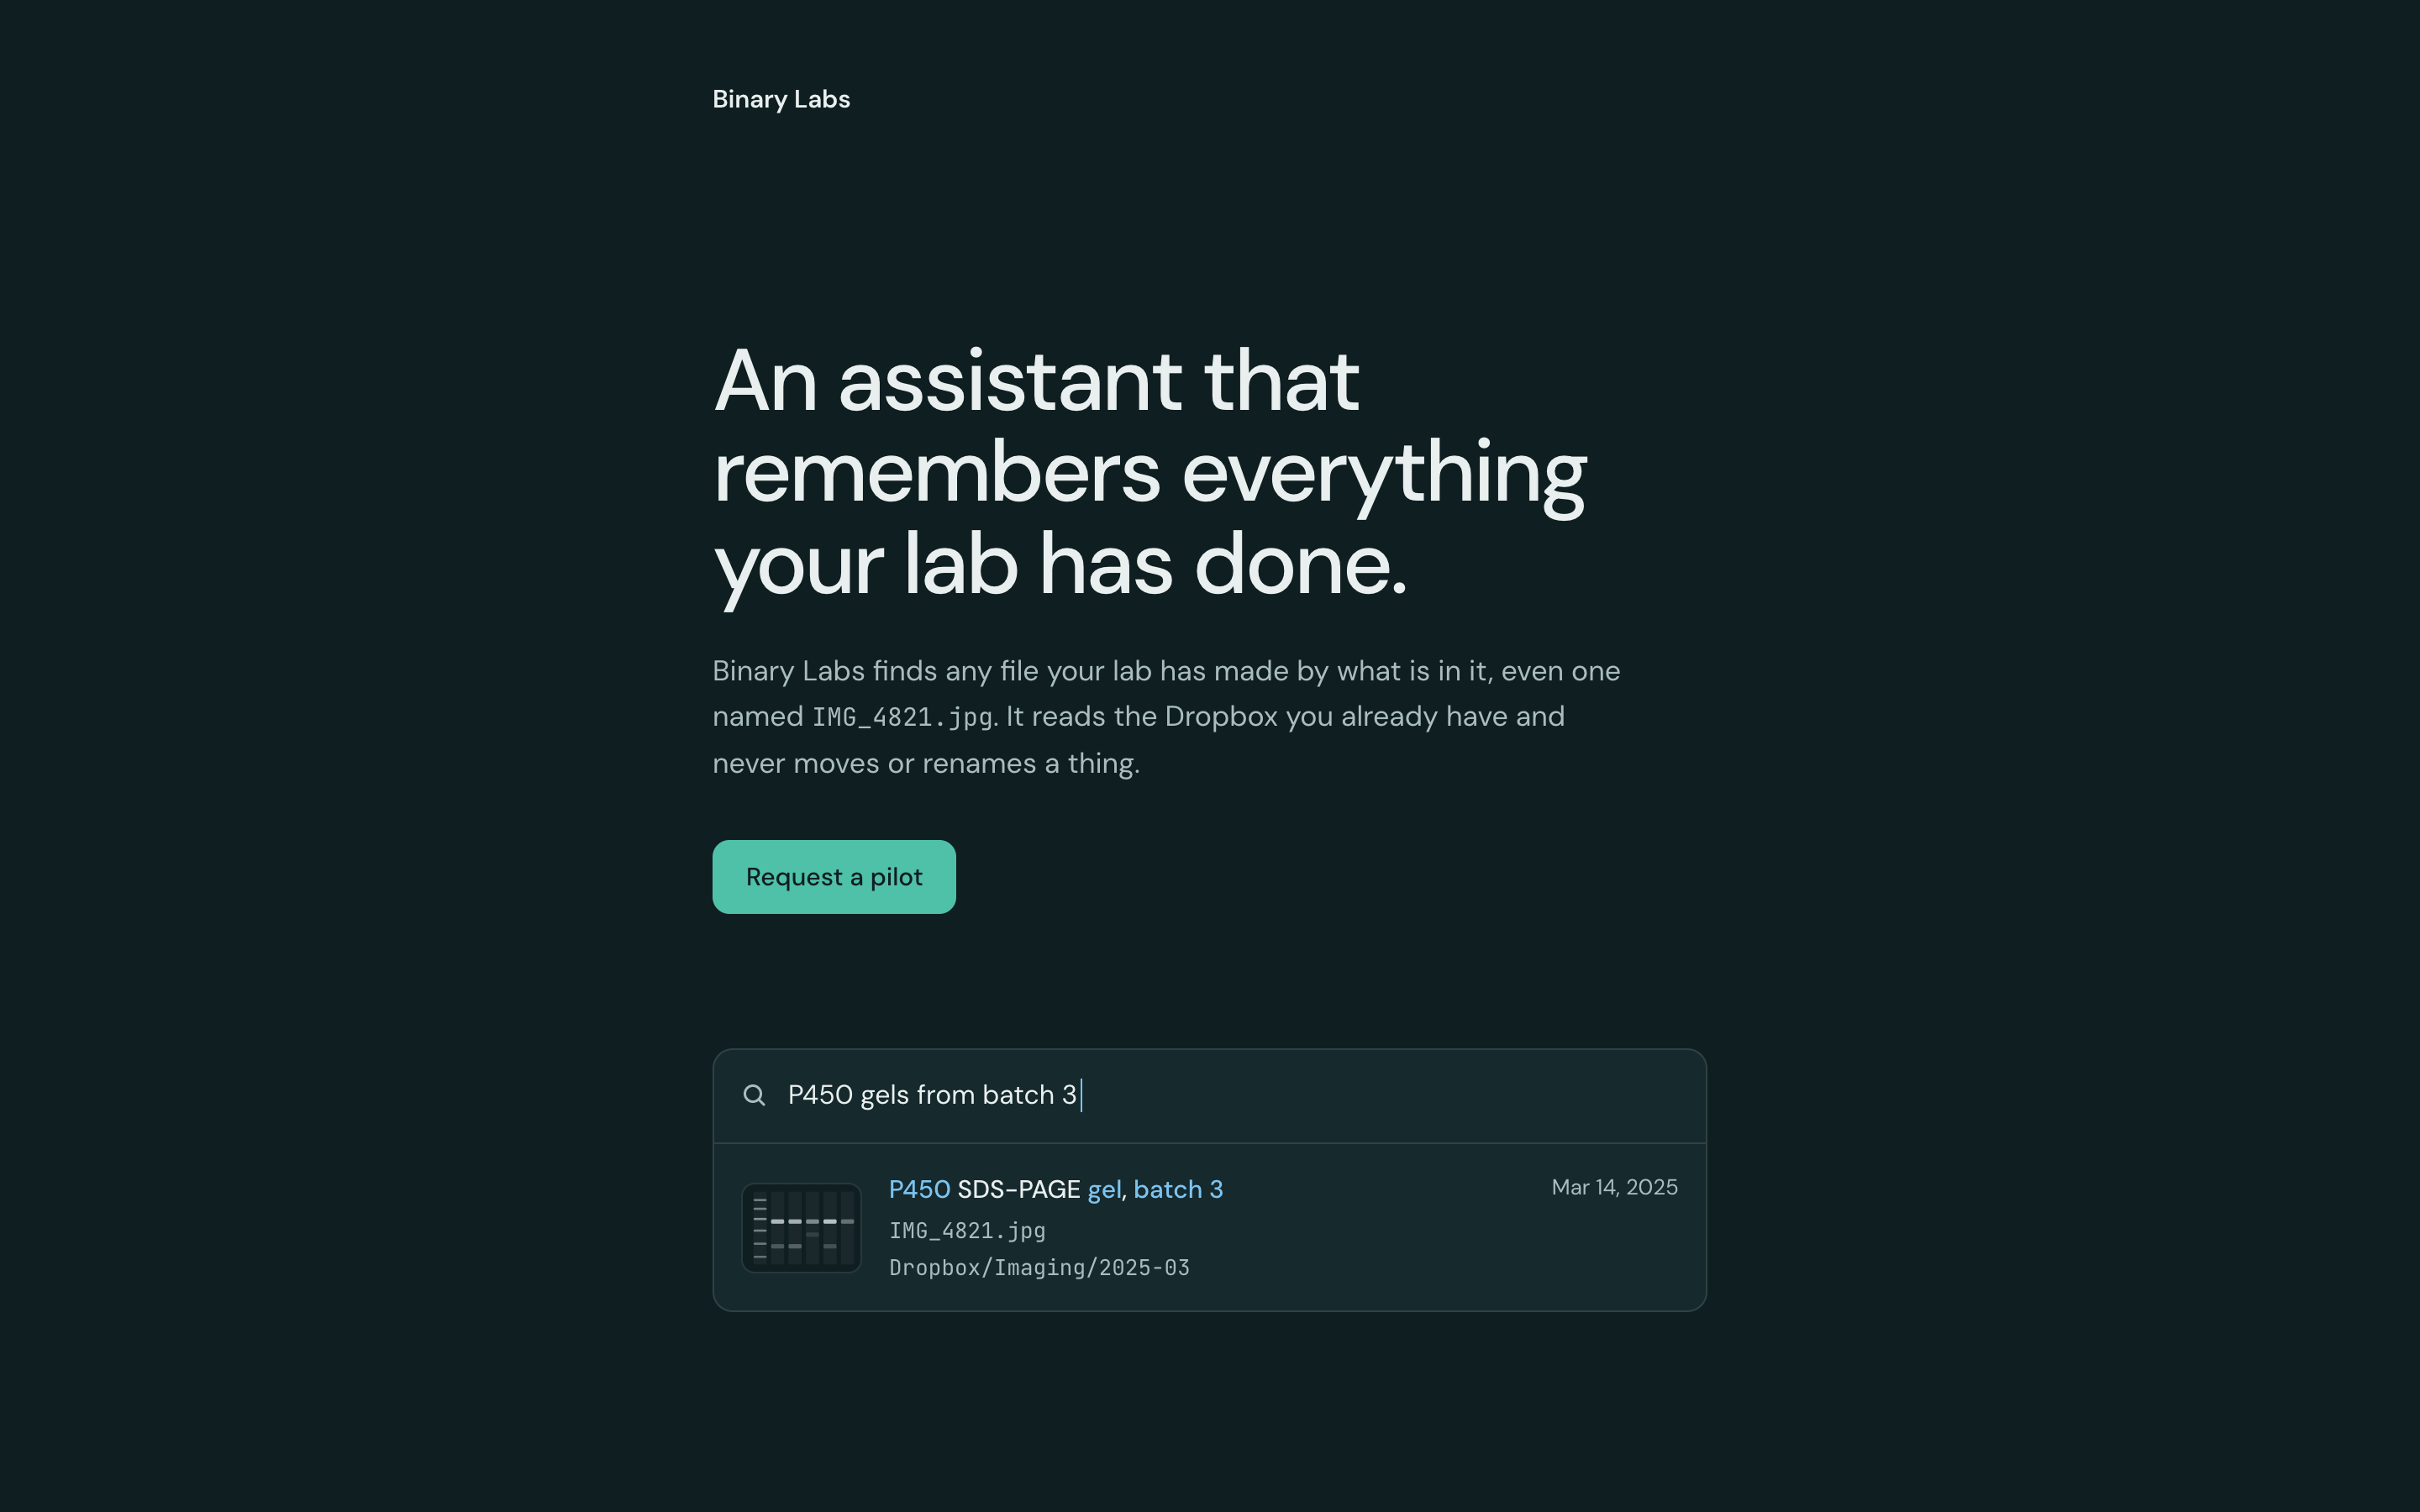 Binary Labs
An assistant that
remembers everything
your lab has done.
Binary Labs finds any file your lab has made by what is in it, even one
named IMG_4821.jpg. It reads the Dropbox you already have and
never moves or renames a thing.
Request a pilot
P450 gels from batch 3
P450 SDS-PAGE gel, batch 3
Mar 14, 2025
IMG_4821.jpg
Dropbox/Imaging/2025-03